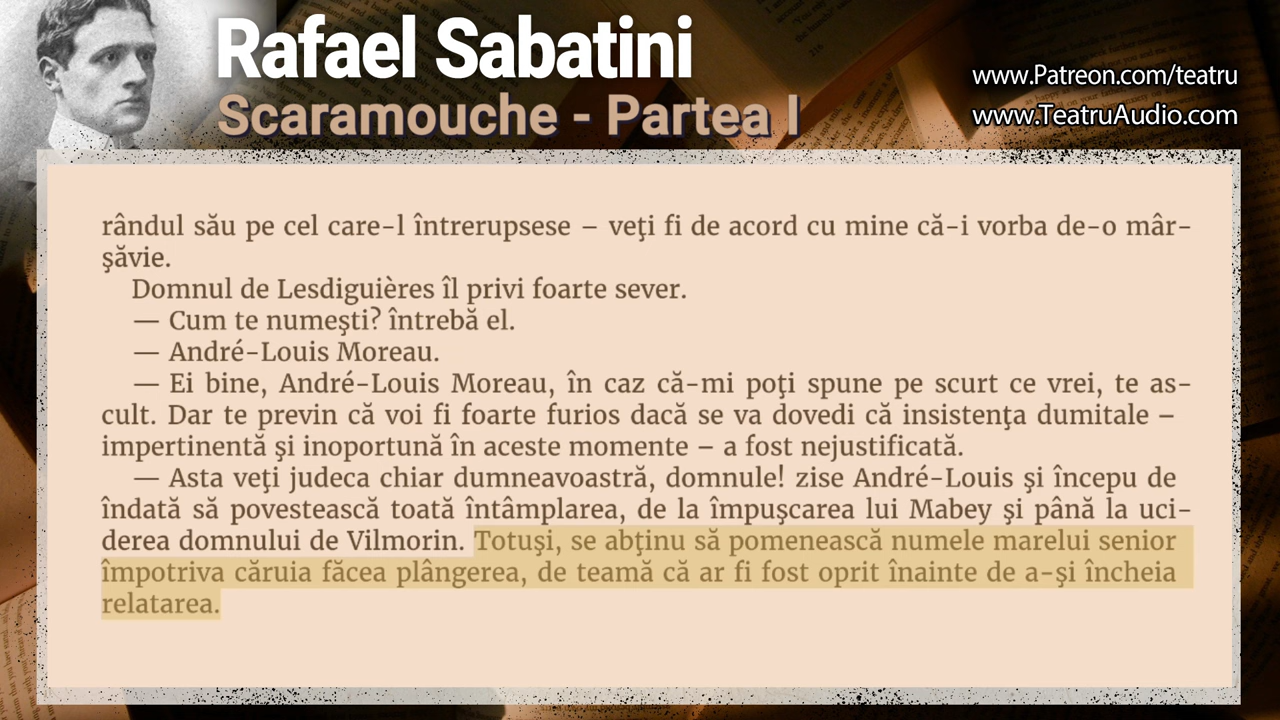 Rafael Sabatini
Scaramouche - Partea I
www.Patreon.com/teatru
www.TeatruAudio.com
rândul său pe cel care-l întrerupsese – veţi fi de acord cu mine că-i vorba de-o mâr-
şăvie.
Domnul de Lesdiguières îl privi foarte sever.
— Cum te numeşti? întrebă el.
— André-Louis Moreau.
— Ei bine, André-Louis Moreau, în caz că-mi poţi spune pe scurt ce vrei, te as-
cult. Dar te previn că voi fi foarte furios dacă se va dovedi că insistenţa dumitale –
impertinentă şi inoportună în aceste momente – a fost nejustificată.
— Asta veţi judeca chiar dumneavoastră, domnule! zise André-Louis şi începu de
îndată să povestească toată întâmplarea, de la împuşcarea lui Mabey şi până la uci-
derea domnului de Vilmorin. Totuşi, se abţinu să pomenească numele marelui senior
împotriva căruia făcea plângerea, de teamă că ar fi fost oprit înainte de a-şi încheia
relatarea.